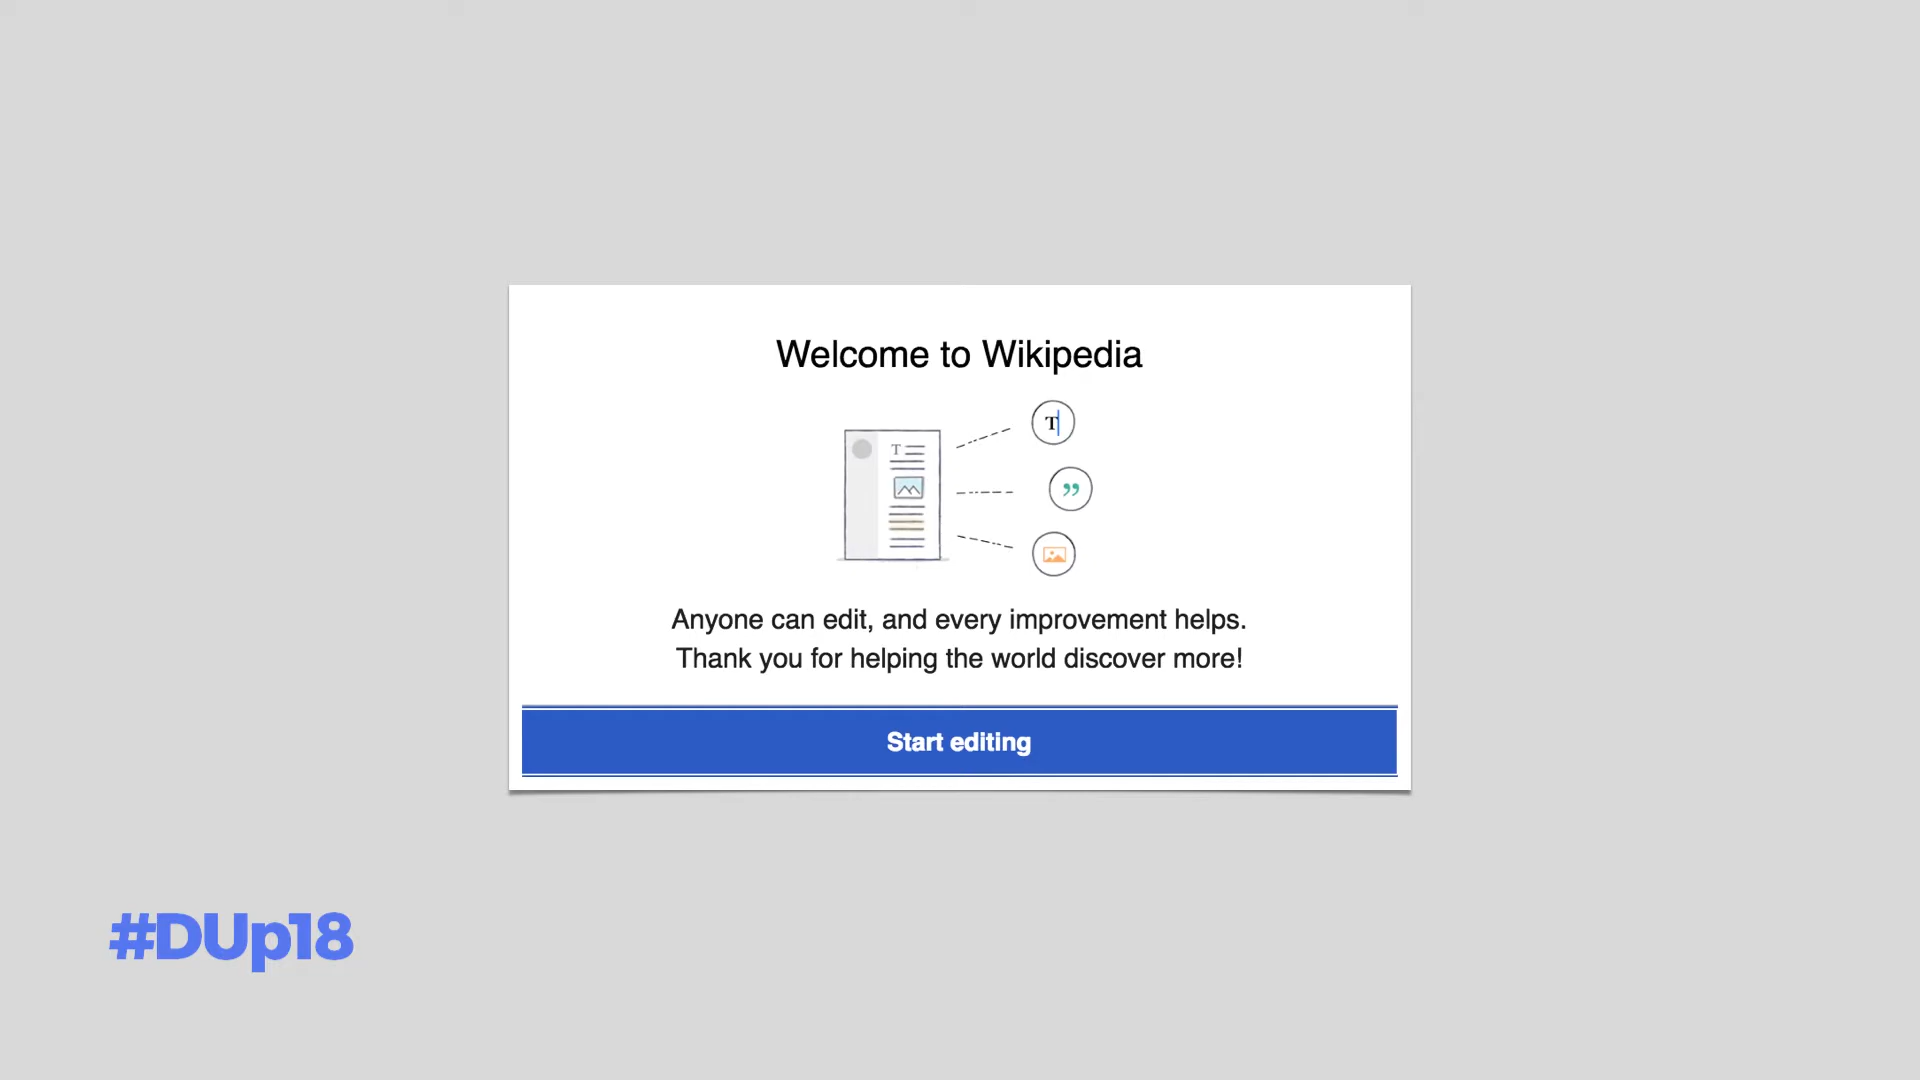 Welcome to Wikipedia
T
T
Anyone can edit, and every improvement helps.
Thank you for helping the world discover more!
Start editing
#DUp18